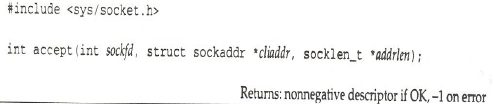 #include <sys/socket.h>
int accept(int sockfd, struct sockaddr *cliaddr, socklen_t *addrlen);
Returns: nonnegative descriptor if OK, –1 on error